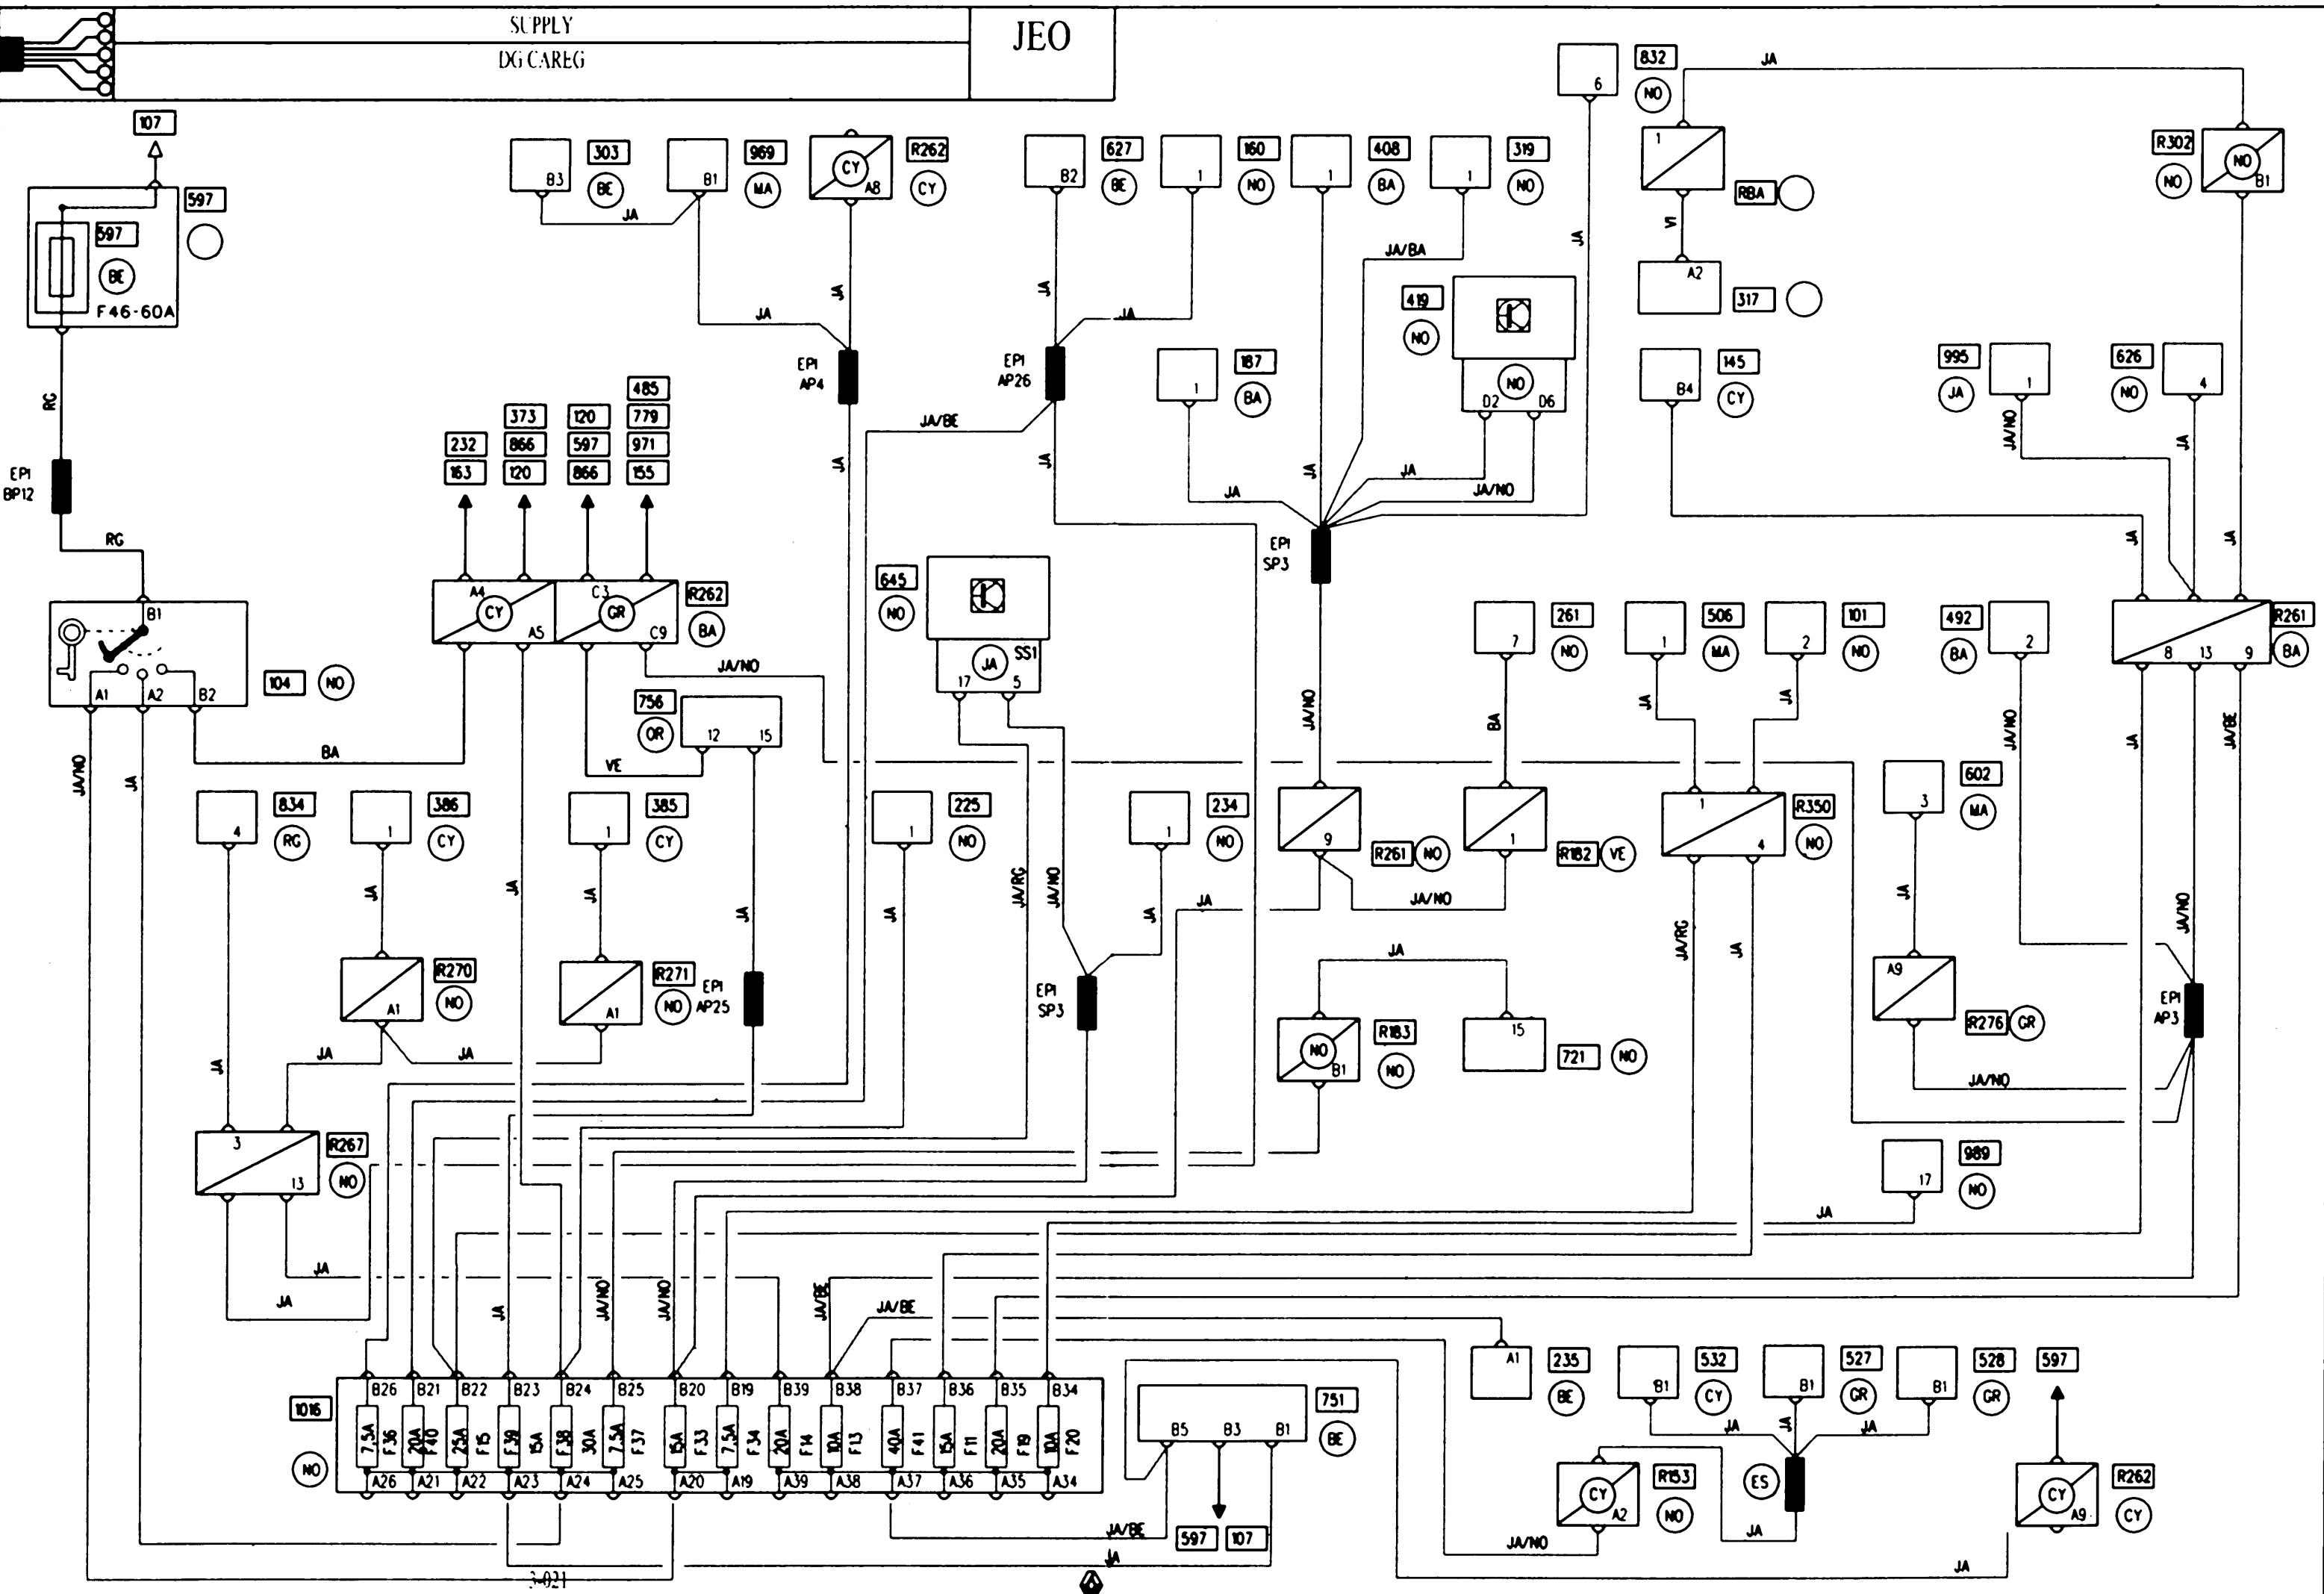 SUPPLY
DG CAREG
JEO
107
597
597
BE
F46-60A
RG
EPI
BP12
RG
B1
A1
A2
B2
104
NO
JA/NO
JA
BA
303
BE
B3
JA
969
MA
B1
JA
R262
CY
CY
A8
JA
EPI
AP4
JA
627
BE
B2
JA
160
NO
1
JA
EPI
AP26
JA/BE
JA
408
BA
1
JA
319
NO
1
JA/BA
187
BA
1
JA
419
NO
NO
D2
D6
JA
JA/NO
EPI
SP3
JA/NO
832
NO
6
JA
JA
1
RBA
VI
A2
317
R302
NO
NO
B1
JA
145
CY
B4
JA
995
JA
1
JA/NO
626
NO
4
JA
232
163
373
866
120
120
597
866
485
779
971
155
A4
CY
A5
C3
GR
C9
R262
BA
JA/NO
VE
JA
756
OR
12
15
JA
645
NO
JA
SS1
17
5
JA/RG
JA/NO
261
NO
7
BA
506
MA
1
JA
101
NO
2
JA
492
BA
2
JA/NO
R261
BA
8
13
9
JA
JA/NO
JA/BE
834
RG
4
JA
386
CY
1
JA
385
CY
1
JA
225
NO
1
JA
234
NO
1
JA
9
R261
NO
JA
1
R182
VE
JA/NO
1
4
R350
NO
JA/RG
JA
602
MA
3
JA
A9
R276
GR
JA/NO
EPI
AP3
R270
NO
A1
JA
R271
NO
A1
JA
EPI
AP25
EPI
SP3
JA
R183
NO
NO
B1
15
721
NO
3
13
R267
NO
JA
JA
989
NO
17
JA
JA
JA/NO
JA/NO
JA/BE
JA/BE
1016
NO
B26
B21
B22
B23
B24
B25
B20
B19
B39
B38
B37
B36
B35
B34
7,5A
F36
20A
F40
25A
F15
F39
15A
F38
30A
7,5A
F37
15A
F33
7,5A
F34
20A
F14
10A
F13
40A
F41
15A
F11
20A
F19
10A
F20
A26
A21
A22
A23
A24
A25
A20
A19
A39
A38
A37
A36
A35
A34
751
BE
B5
B3
B1
JA/BE
597
107
JA
A1
235
BE
532
CY
B1
JA
527
GR
B1
JA
528
GR
B1
JA
597
R153
NO
CY
A2
JA/NO
ES
JA
R262
CY
CY
A9
JA
3-021